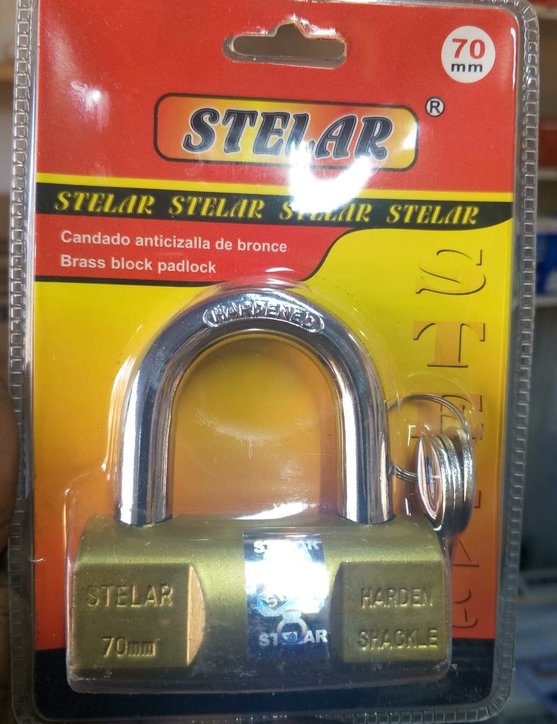 70
mm
STELAR
®
STELAR STELAR STELAR STELAR
Candado anticizalla de bronce
Brass block padlock
HARDENED
STELAR
70mm
STELAR
STELAR
HARDEN
SHACKLE